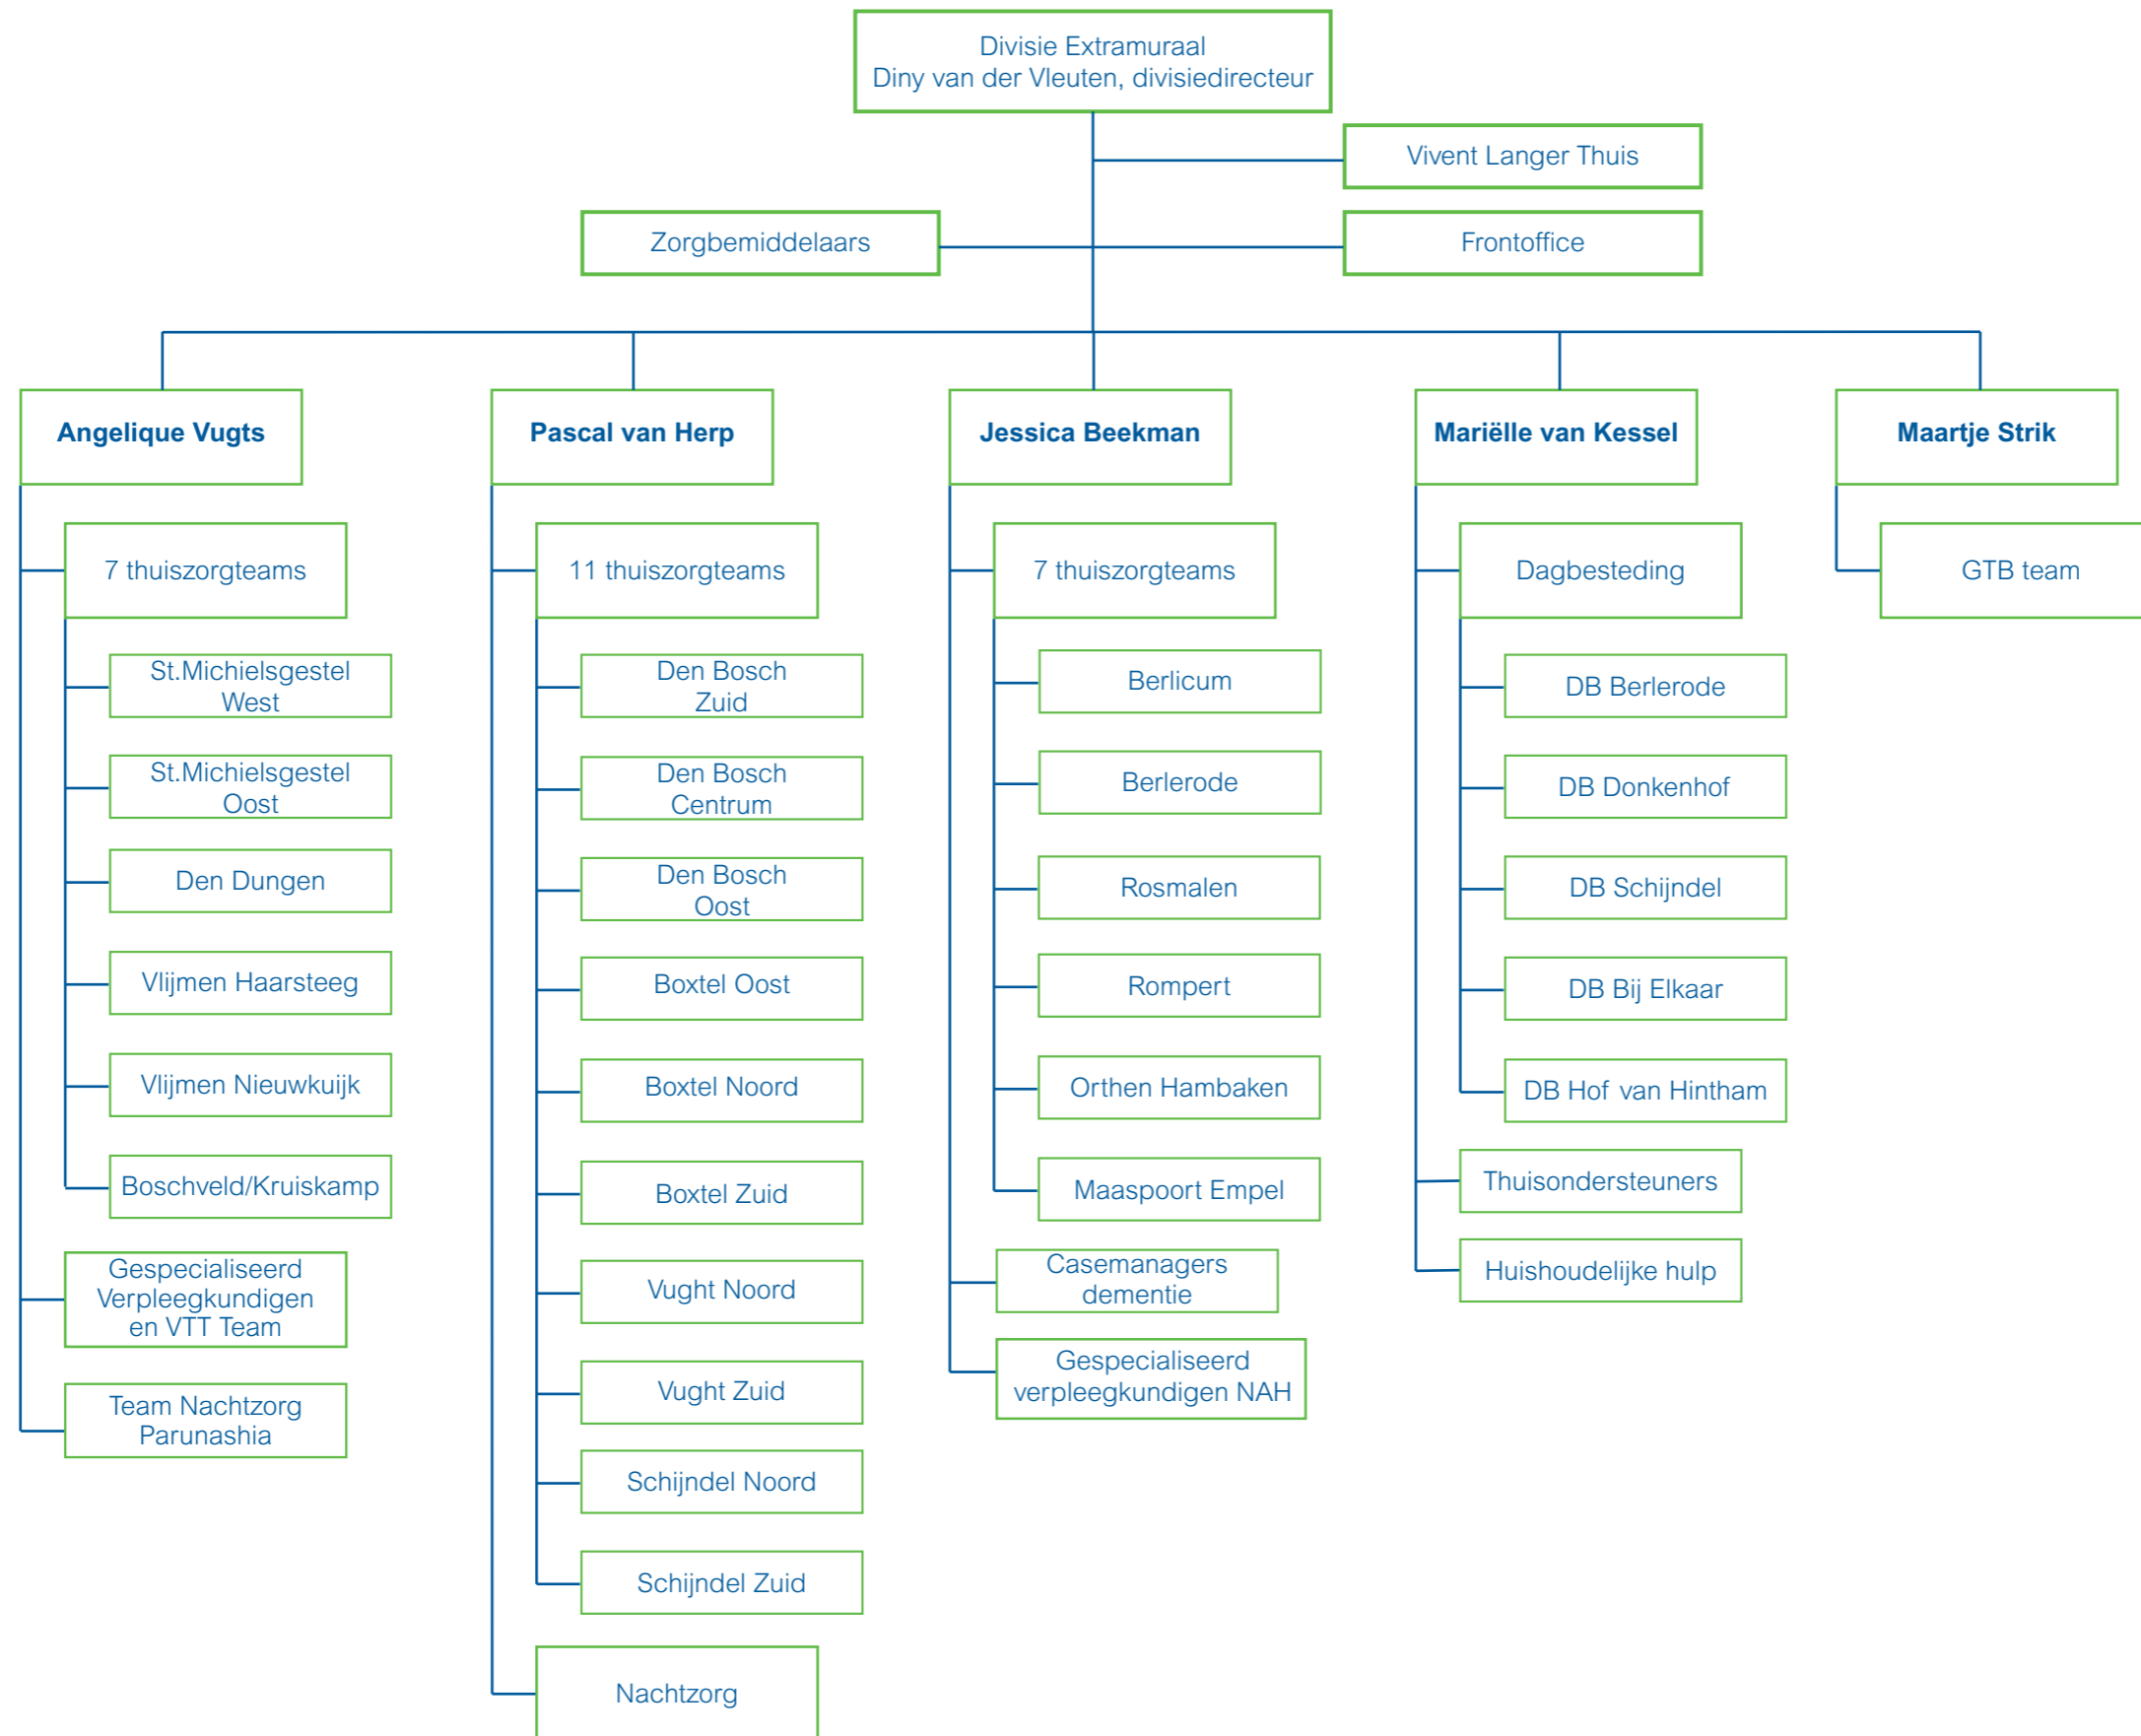 Divisie Extramuraal
Diny van der Vleuten, divisiedirecteur
Vivent Langer Thuis
Zorgbemiddelaars
Frontoffice
Angelique Vugts
7 thuiszorgteams
St.Michielsgestel
West
St.Michielsgestel
Oost
Den Dungen
Vlijmen Haarsteeg
Vlijmen Nieuwkuijk
Boschveld/Kruiskamp
Gespecialiseerd
Verpleegkundigen
en VTT Team
Team Nachtzorg
Parunashia
Pascal van Herp
11 thuiszorgteams
Den Bosch
Zuid
Den Bosch
Centrum
Den Bosch
Oost
Boxtel Oost
Boxtel Noord
Boxtel Zuid
Vught Noord
Vught Zuid
Schijndel Noord
Schijndel Zuid
Nachtzorg
Jessica Beekman
7 thuiszorgteams
Berlicum
Berlerode
Rosmalen
Rompert
Orthen Hambaken
Maaspoort Empel
Casemanagers
dementie
Gespecialiseerd
verpleegkundigen NAH
Mariëlle van Kessel
Dagbesteding
DB Berlerode
DB Donkenhof
DB Schijndel
DB Bij Elkaar
DB Hof van Hintham
Thuisondersteuners
Huishoudelijke hulp
Maartje Strik
GTB team